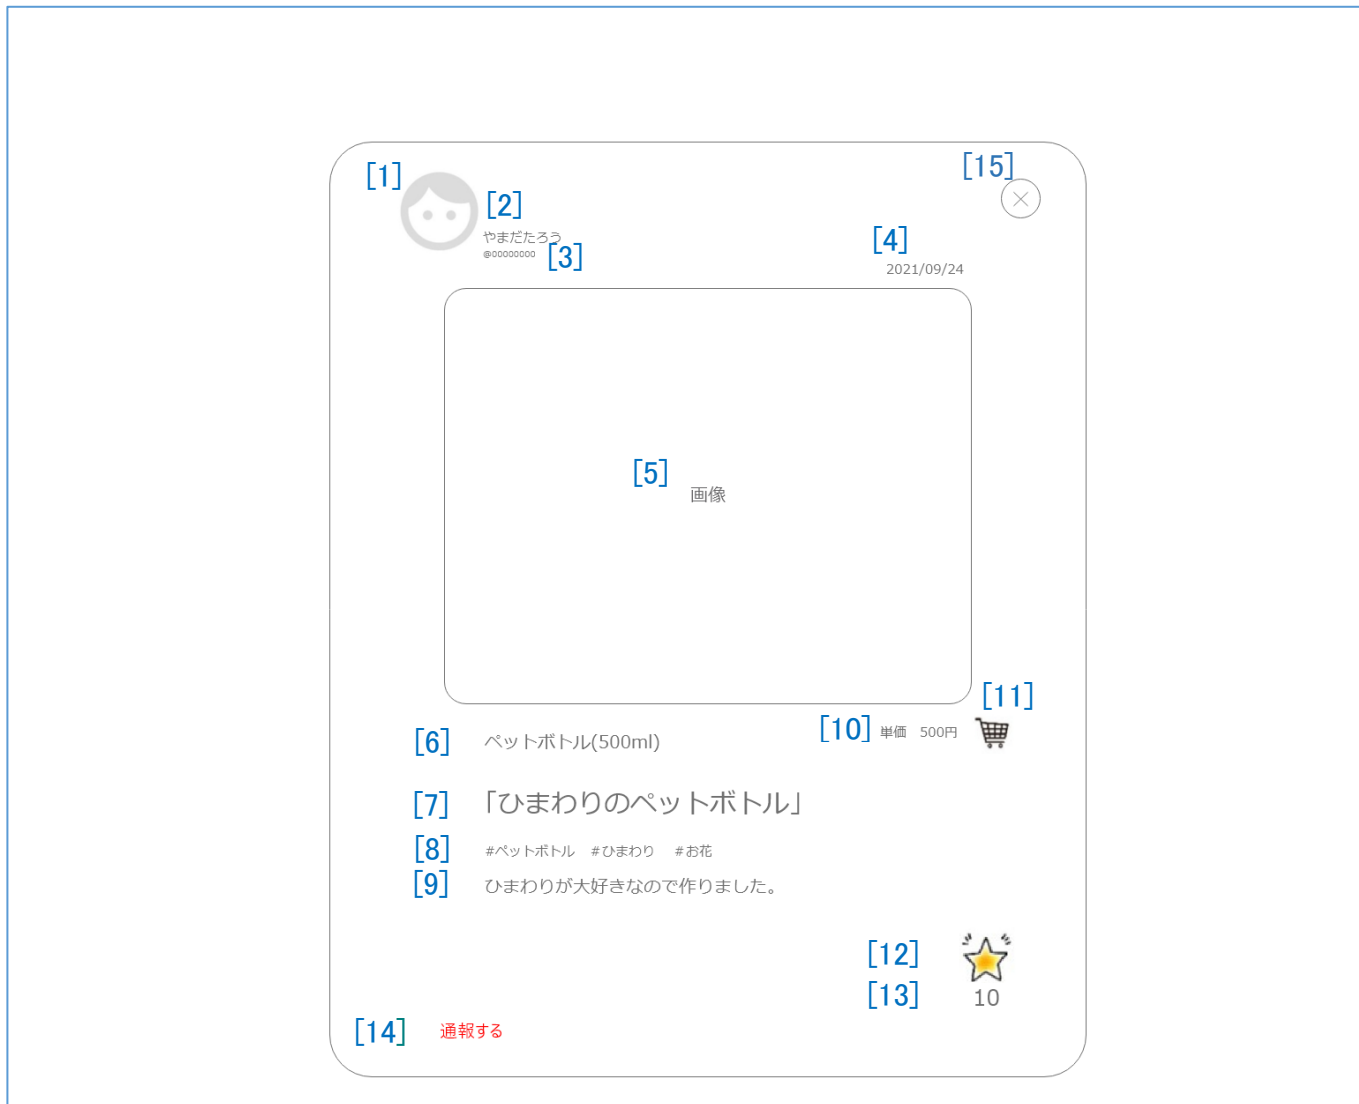 [1]
[15]
[2]
やまだたろう
@00000000
[3]
[4]
2021/09/24
[5]
画像
[11]
[10] 単価　500円
[6] ペットボトル(500ml)
[7] 「ひまわりのペットボトル」
[8] #ペットボトル　#ひまわり　#お花
[9] ひまわりが大好きなので作りました。
[12]
[13] 10
[14] 通報する